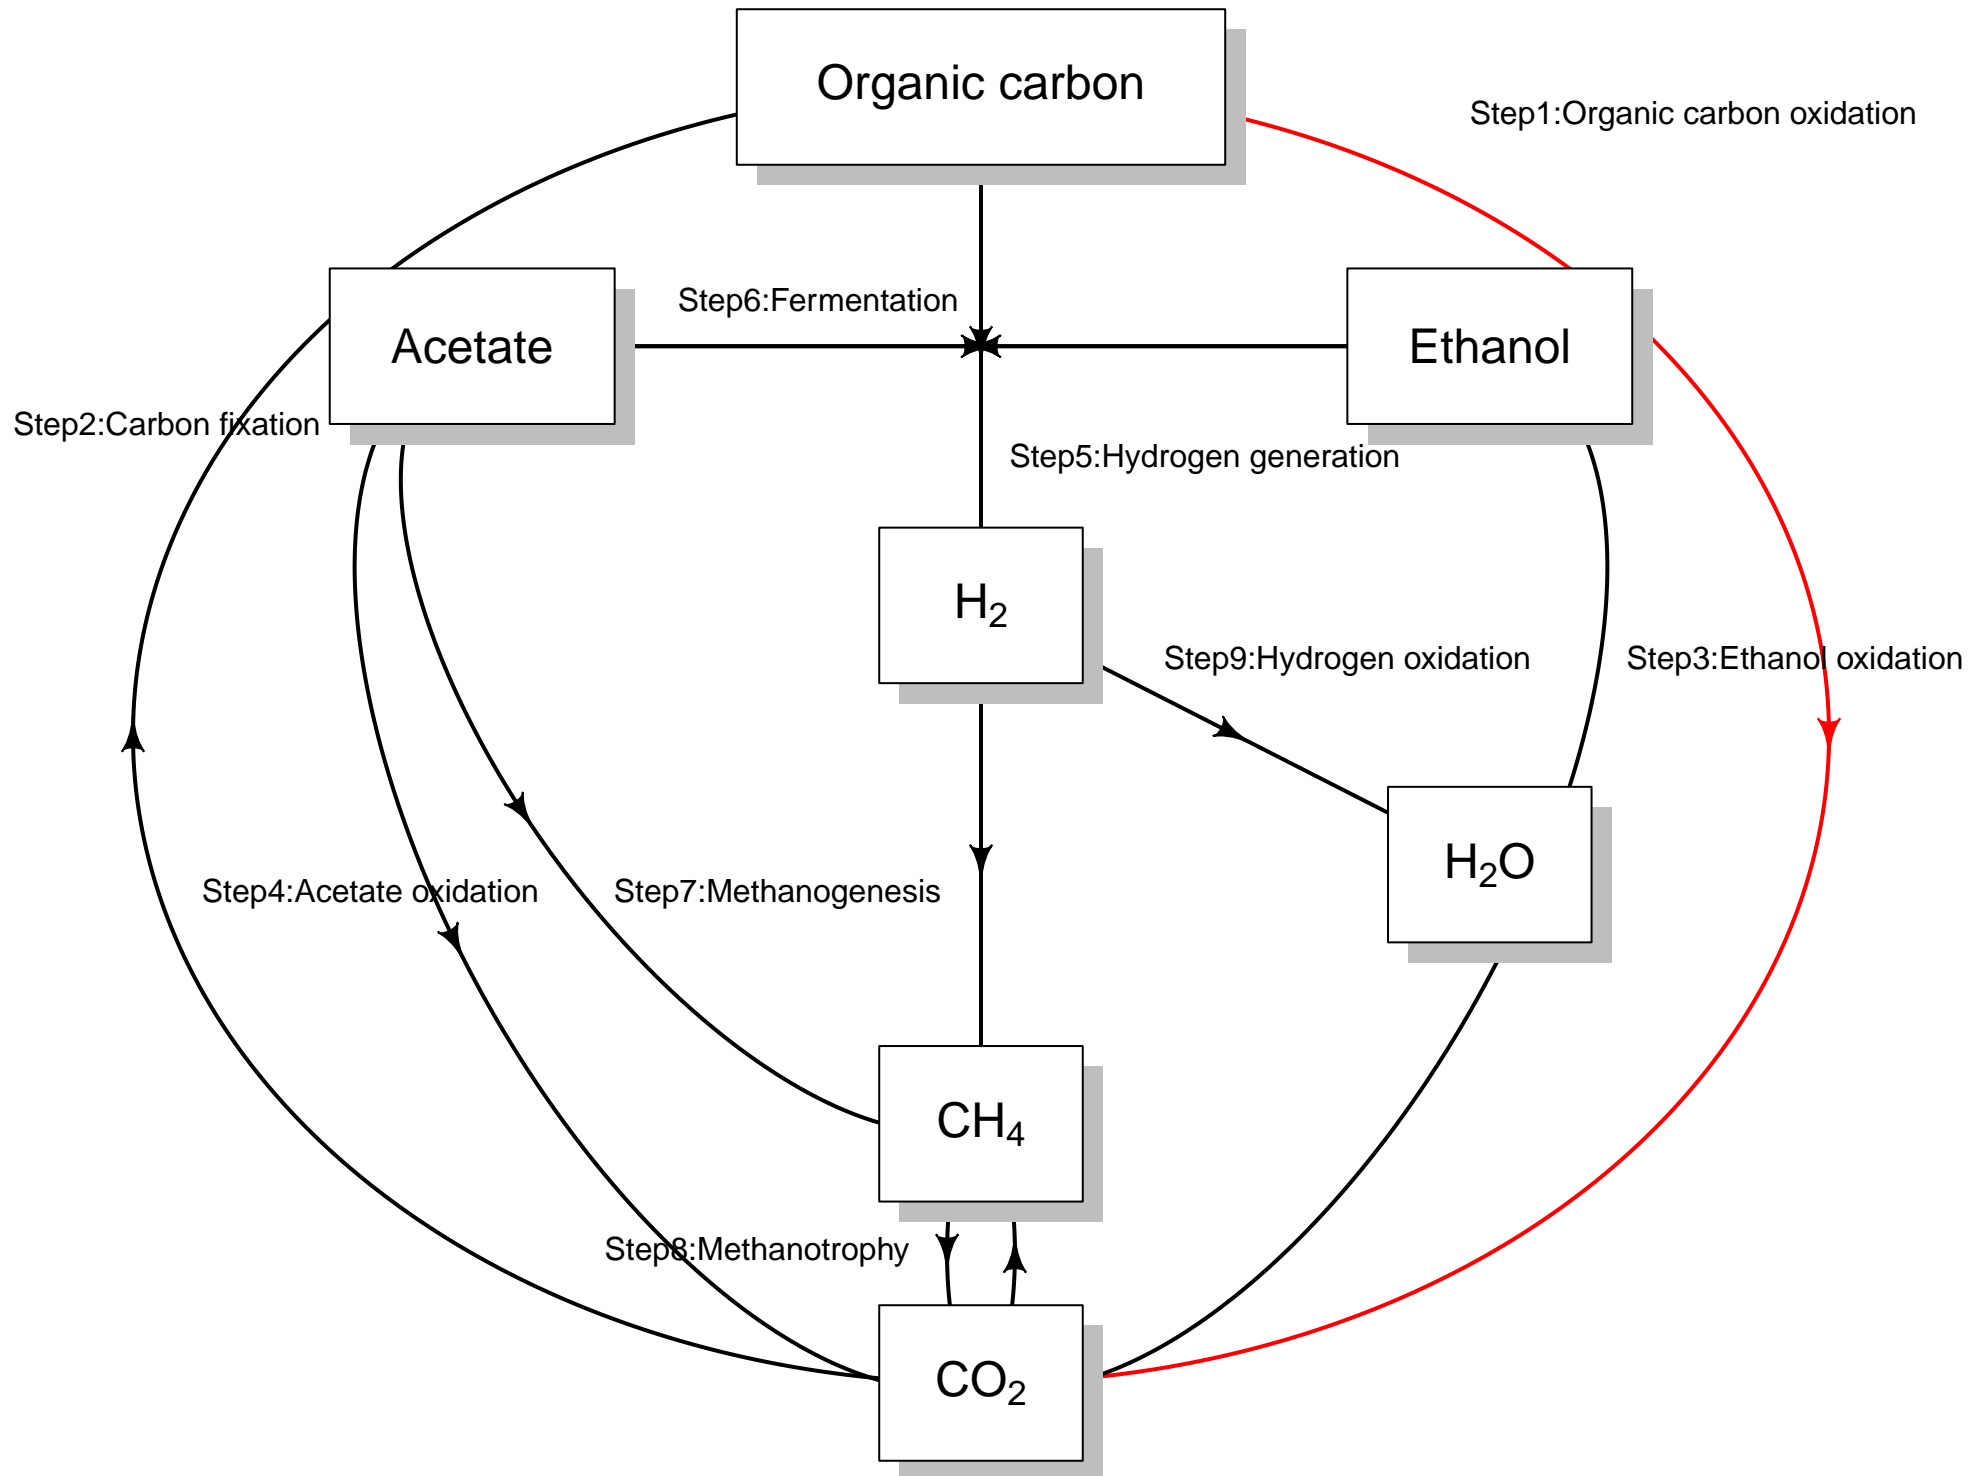 Organic carbon
Step1:Organic carbon oxidation
Step6:Fermentation
Acetate
Ethanol
Step2:Carbon fixation
Step5:Hydrogen generation
H₂
Step9:Hydrogen oxidation
Step3:Ethanol oxidation
H₂O
Step4:Acetate oxidation
Step7:Methanogenesis
CH₄
Step8:Methanotrophy
CO₂